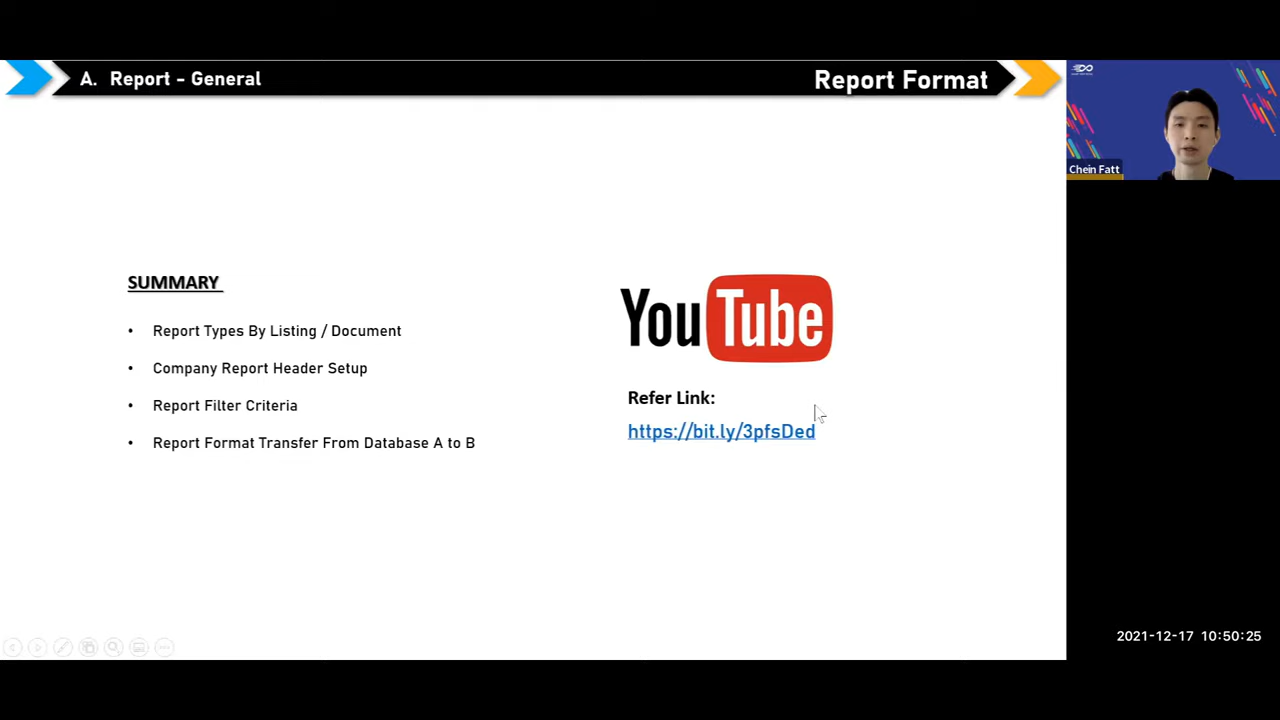 A. Report - General
Report Format
SUMMARY
• Report Types By Listing / Document
• Company Report Header Setup
• Report Filter Criteria
• Report Format Transfer From Database A to B
YouTube
Refer Link:
https://bit.ly/3pfsDed
Chein Fatt
2021-12-17 10:50:25